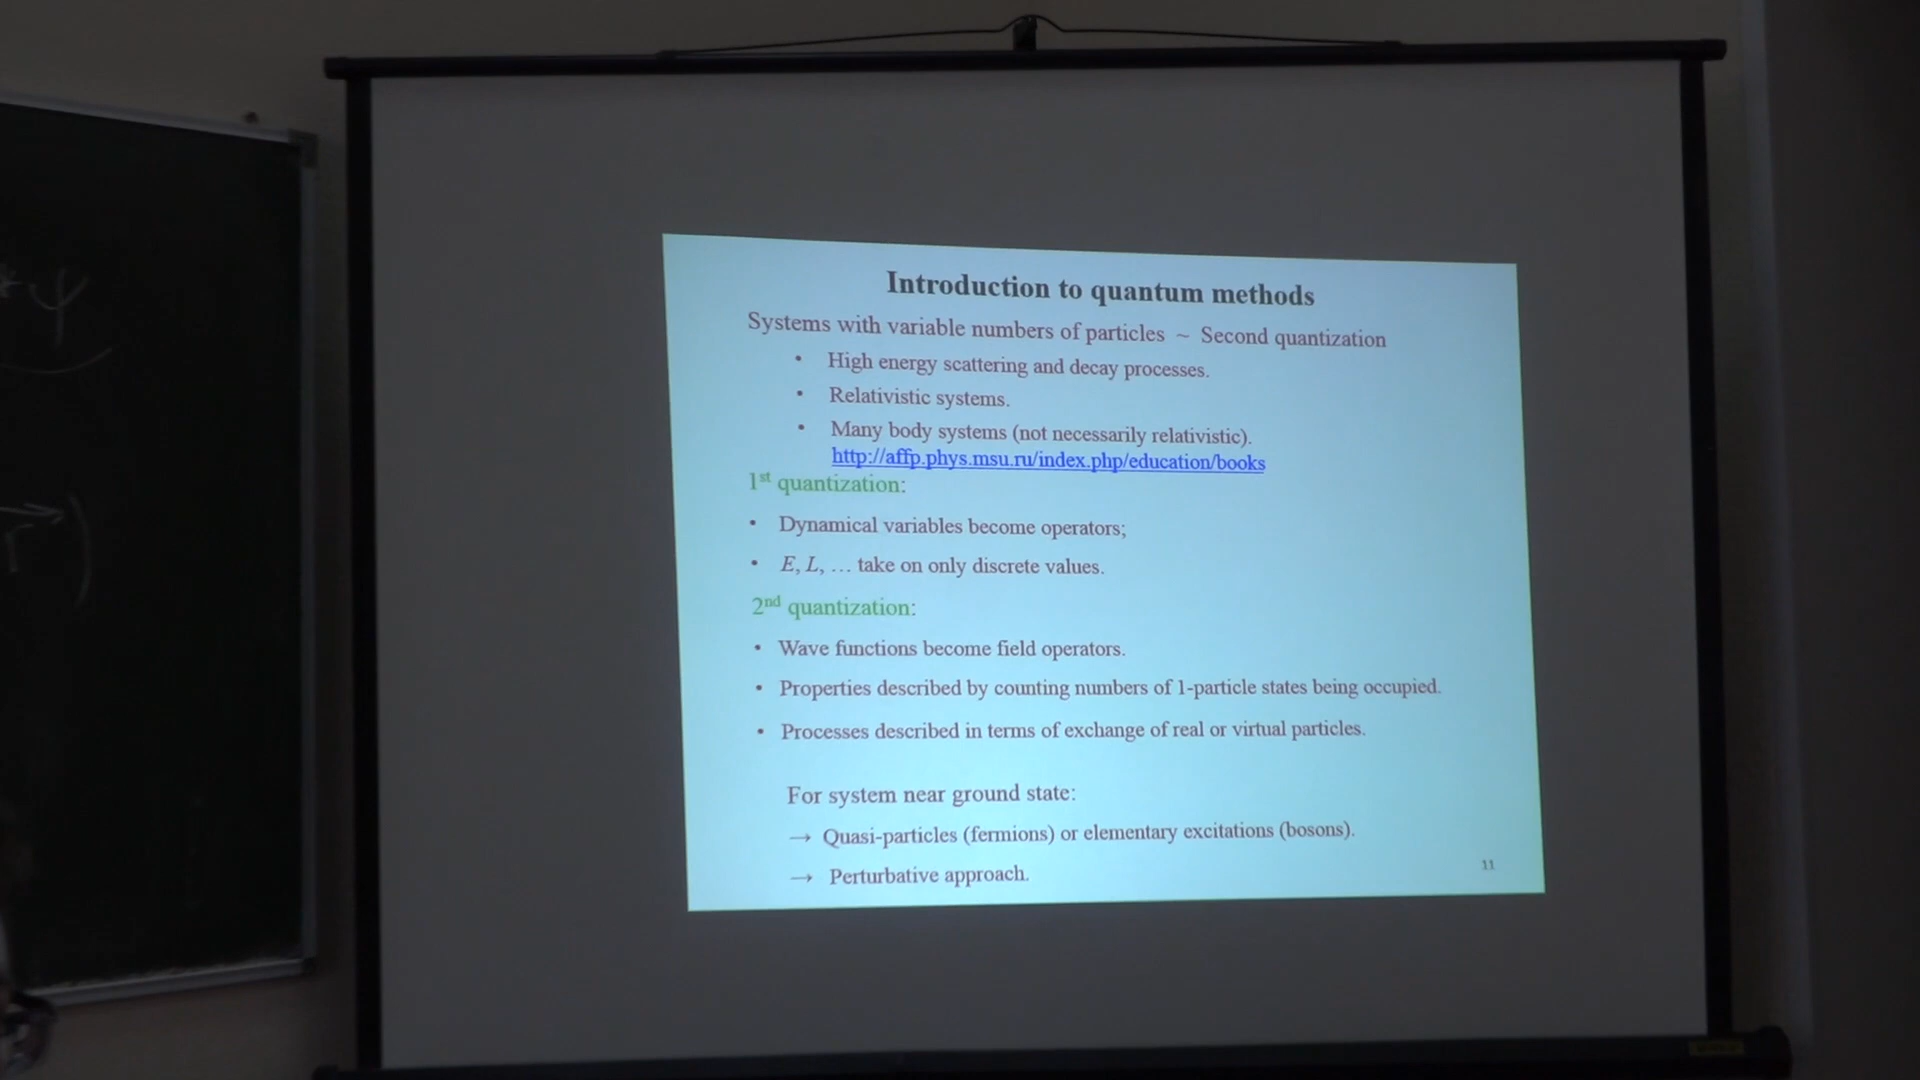 Introduction to quantum methods
Systems with variable numbers of particles ~ Second quantization
• High energy scattering and decay processes.
• Relativistic systems.
• Many body systems (not necessarily relativistic).
http://affp.phys.msu.ru/index.php/education/books
1st quantization:
• Dynamical variables become operators;
• E, L, … take on only discrete values.
2nd quantization:
• Wave functions become field operators.
• Properties described by counting numbers of 1-particle states being occupied.
• Processes described in terms of exchange of real or virtual particles.
For system near ground state:
→ Quasi-particles (fermions) or elementary excitations (bosons).
→ Perturbative approach.
11